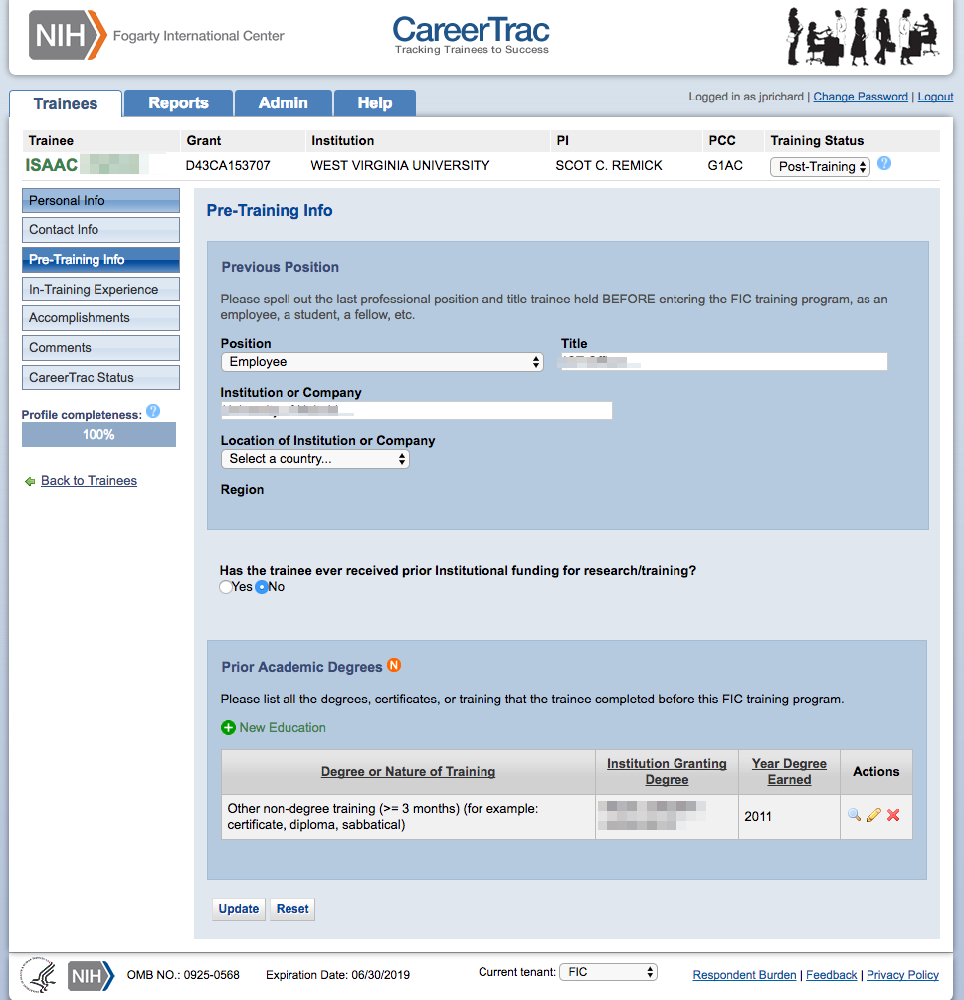 NIH Fogarty International Center
CareerTrac
Tracking Trainees to Success
Trainees Reports Admin Help
Logged in as jprichard | Change Password | Logout
Trainee Grant Institution PI PCC Training Status
ISAAC D43CA153707 WEST VIRGINIA UNIVERSITY SCOT C. REMICK G1AC Post-Training ?
Personal Info
Contact Info
Pre-Training Info
In-Training Experience
Accomplishments
Comments
CareerTrac Status
Profile completeness: ?
100%
Back to Trainees
Pre-Training Info
Previous Position
Please spell out the last professional position and title trainee held BEFORE entering the FIC training program, as an
employee, a student, a fellow, etc.
Position Title
Employee
Institution or Company
Location of Institution or Company
Select a country...
Region
Has the trainee ever received prior Institutional funding for research/training?
Yes No
Prior Academic Degrees N
Please list all the degrees, certificates, or training that the trainee completed before this FIC training program.
New Education
Degree or Nature of Training Institution Granting Degree Year Degree Earned Actions
Other non-degree training (>= 3 months) (for example:
certificate, diploma, sabbatical)
2011
Update Reset
NIH OMB NO.: 0925-0568 Expiration Date: 06/30/2019 Current tenant: FIC Respondent Burden | Feedback | Privacy Policy